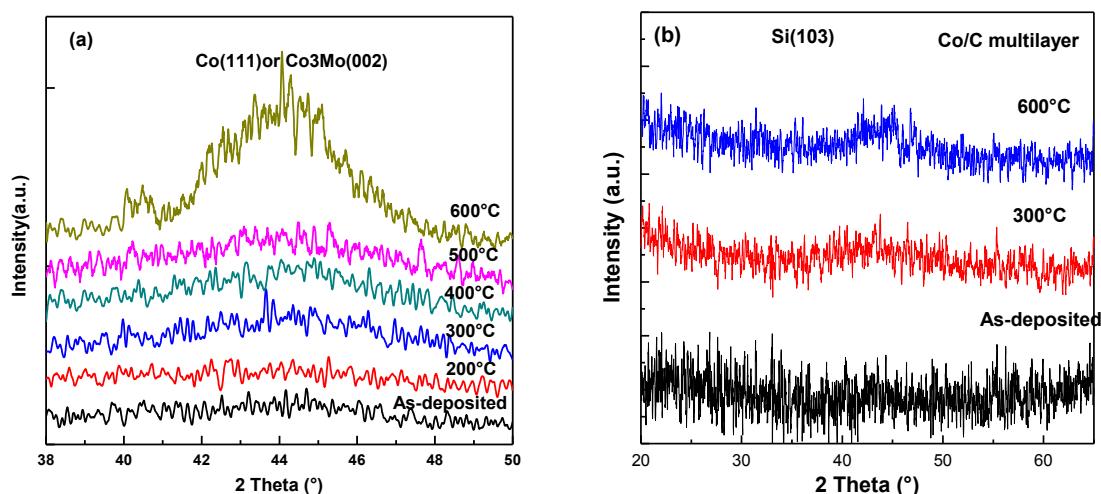 (a)
Co(111)or Co3Mo(002)
600°C
500°C
400°C
300°C
200°C
As-deposited
Intensity(a.u.)
38 40 42 44 46 48 50
2 Theta (°)
(b)
Si(103)
Co/C multilayer
600°C
300°C
As-deposited
Intensity (a.u.)
20 30 40 50 60
2 Theta (°)